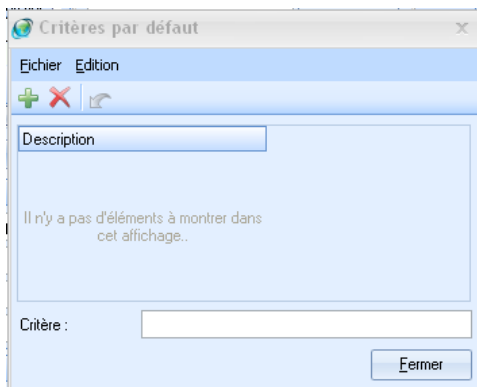 Critères par défaut
Fichier Edition
Description
Il n'y a pas d'éléments à montrer dans
cet affichage..
Critère :
Fermer